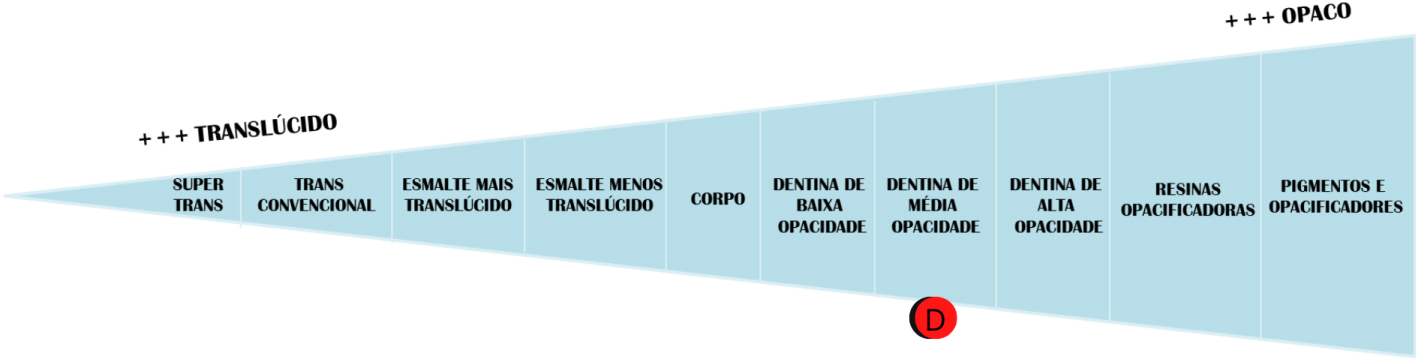 + + + OPACO
+ + + TRANSLÚCIDO
SUPER
TRANS
TRANS
CONVENCIONAL
ESMALTE MAIS
TRANSLÚCIDO
ESMALTE MENOS
TRANSLÚCIDO
CORPO
DENTINA DE
BAIXA
OPACIDADE
DENTINA DE
MÉDIA
OPACIDADE
DENTINA DE
ALTA
OPACIDADE
RESINAS
OPACIFICADORAS
PIGMENTOS E
OPACIFICADORES
D